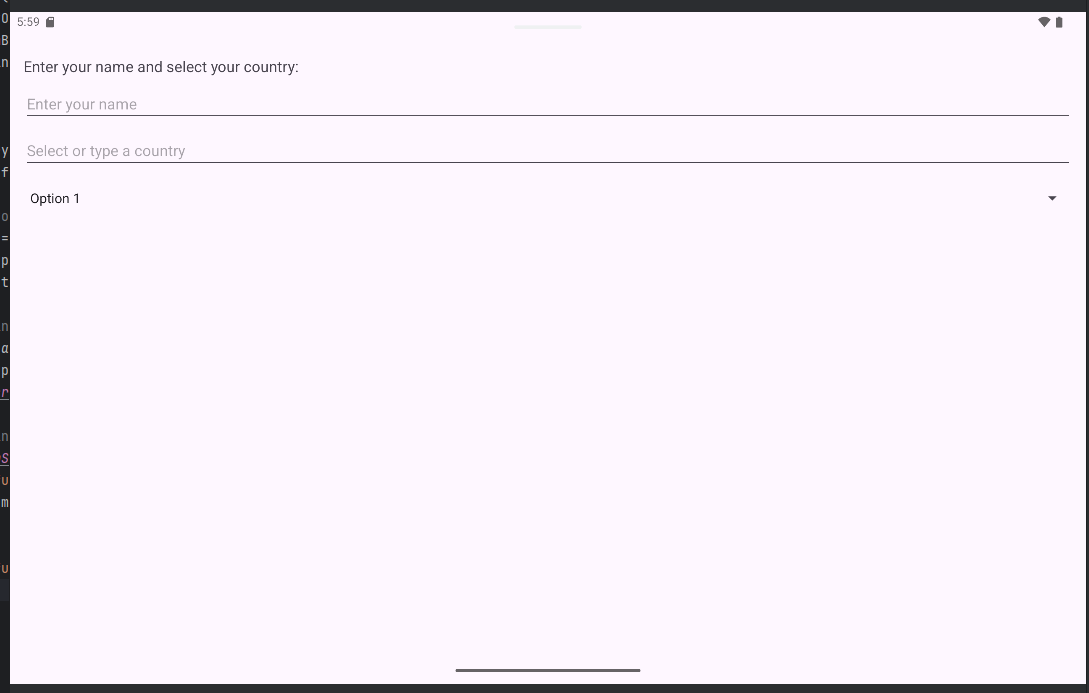 5:59
Enter your name and select your country:
Enter your name
Select or type a country
Option 1